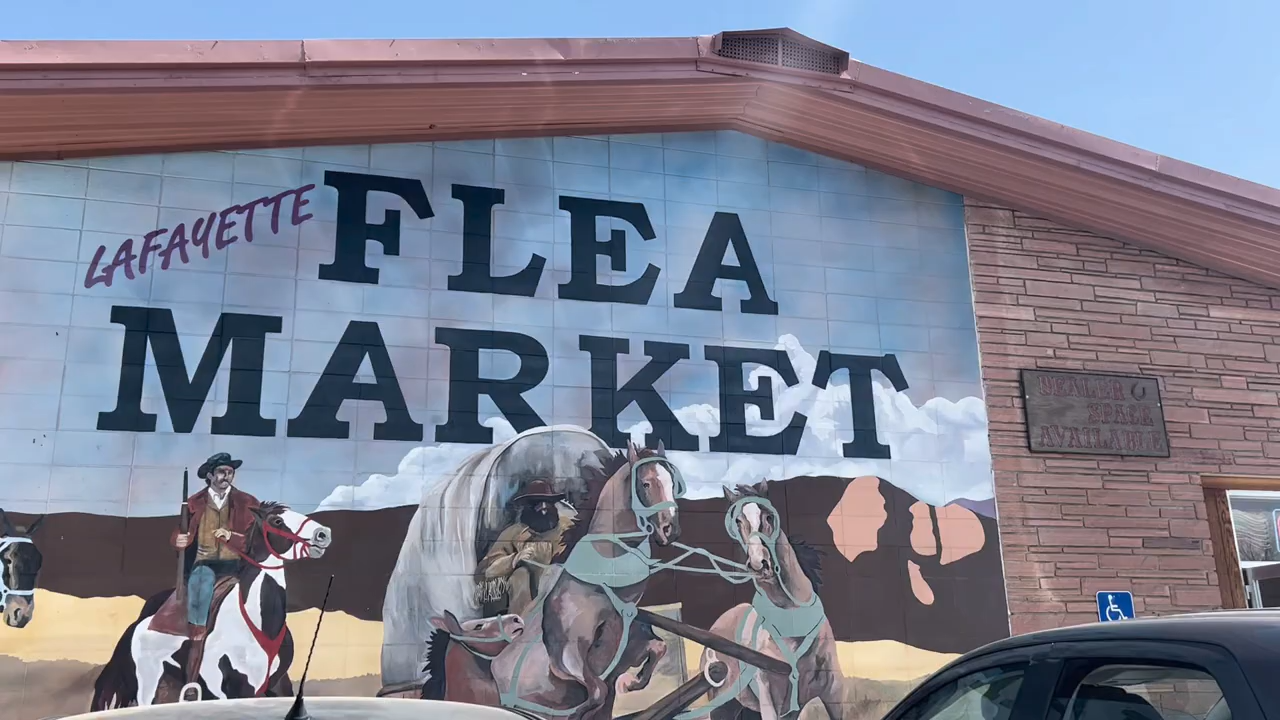 LAFAYETTE
FLEA
MARKET
DEALER
SPACE
AVAILABLE